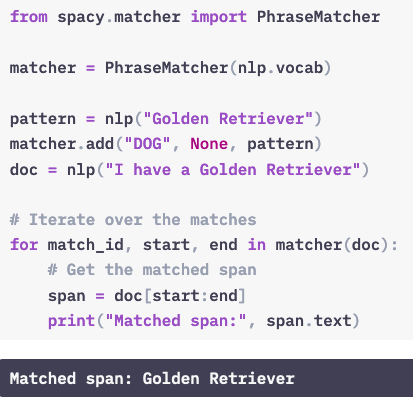 from spacy.matcher import PhraseMatcher
matcher = PhraseMatcher(nlp.vocab)
pattern = nlp("Golden Retriever")
matcher.add("DOG", None, pattern)
doc = nlp("I have a Golden Retriever")
# Iterate over the matches
for match_id, start, end in matcher(doc):
    # Get the matched span
    span = doc[start:end]
    print("Matched span:", span.text)
Matched span: Golden Retriever